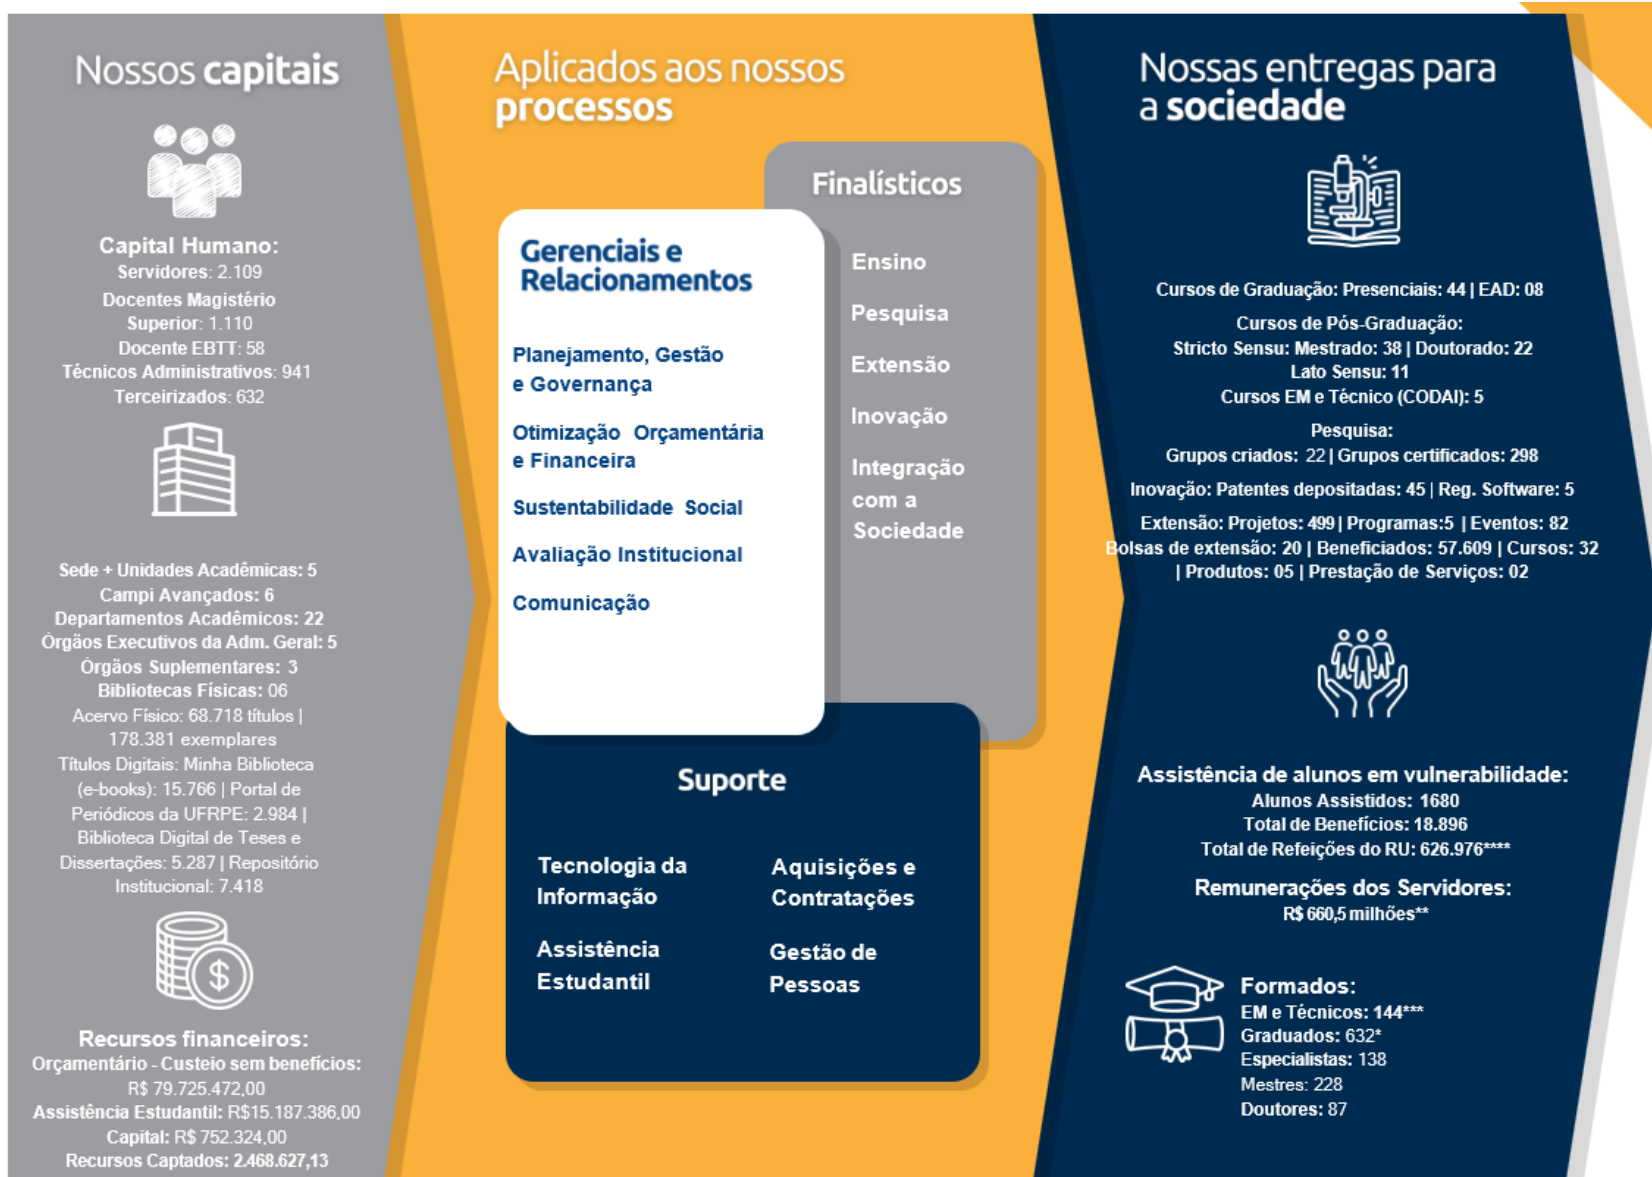 Nossos capitais
Capital Humano:
Servidores: 2.109
Docentes Magistério
Superior: 1.110
Docente EBTT: 58
Técnicos Administrativos: 941
Terceirizados: 632
Sede + Unidades Acadêmicas: 5
Campi Avançados: 6
Departamentos Acadêmicos: 22
Órgãos Executivos da Adm. Geral: 5
Órgãos Suplementares: 3
Bibliotecas Físicas: 06
Acervo Físico: 68.718 títulos |
178.381 exemplares
Títulos Digitais: Minha Biblioteca
(e-books): 15.766 | Portal de
Periódicos da UFRPE: 2.984 |
Biblioteca Digital de Teses e
Dissertações: 5.287 | Repositório
Institucional: 7.418
Recursos financeiros:
Orçamentário - Custeio sem benefícios:
R$ 79.725.472,00
Assistência Estudantil: R$15.187.386,00
Capital: R$ 752.324,00
Recursos Captados: 2.468.627,13
Aplicados aos nossos
processos
Gerenciais e
Relacionamentos
Planejamento, Gestão
e Governança
Otimização Orçamentária
e Financeira
Sustentabilidade Social
Avaliação Institucional
Comunicação
Finalísticos
Ensino
Pesquisa
Extensão
Inovação
Integração
com a
Sociedade
Suporte
Tecnologia da
Informação
Aquisições e
Contratações
Assistência
Estudantil
Gestão de
Pessoas
Nossas entregas para
a sociedade
Cursos de Graduação: Presenciais: 44 | EAD: 08
Cursos de Pós-Graduação:
Stricto Sensu: Mestrado: 38 | Doutorado: 22
Lato Sensu: 11
Cursos EM e Técnico (CODAI): 5
Pesquisa:
Grupos criados: 22 | Grupos certificados: 298
Inovação: Patentes depositadas: 45 | Reg. Software: 5
Extensão: Projetos: 499 | Programas:5 | Eventos: 82
Bolsas de extensão: 20 | Beneficiados: 57.609 | Cursos: 32
| Produtos: 05 | Prestação de Serviços: 02
Assistência de alunos em vulnerabilidade:
Alunos Assistidos: 1680
Total de Benefícios: 18.896
Total de Refeições do RU: 626.976****
Remunerações dos Servidores:
R$ 660,5 milhões**
Formados:
EM e Técnicos: 144***
Graduados: 632*
Especialistas: 138
Mestres: 228
Doutores: 87